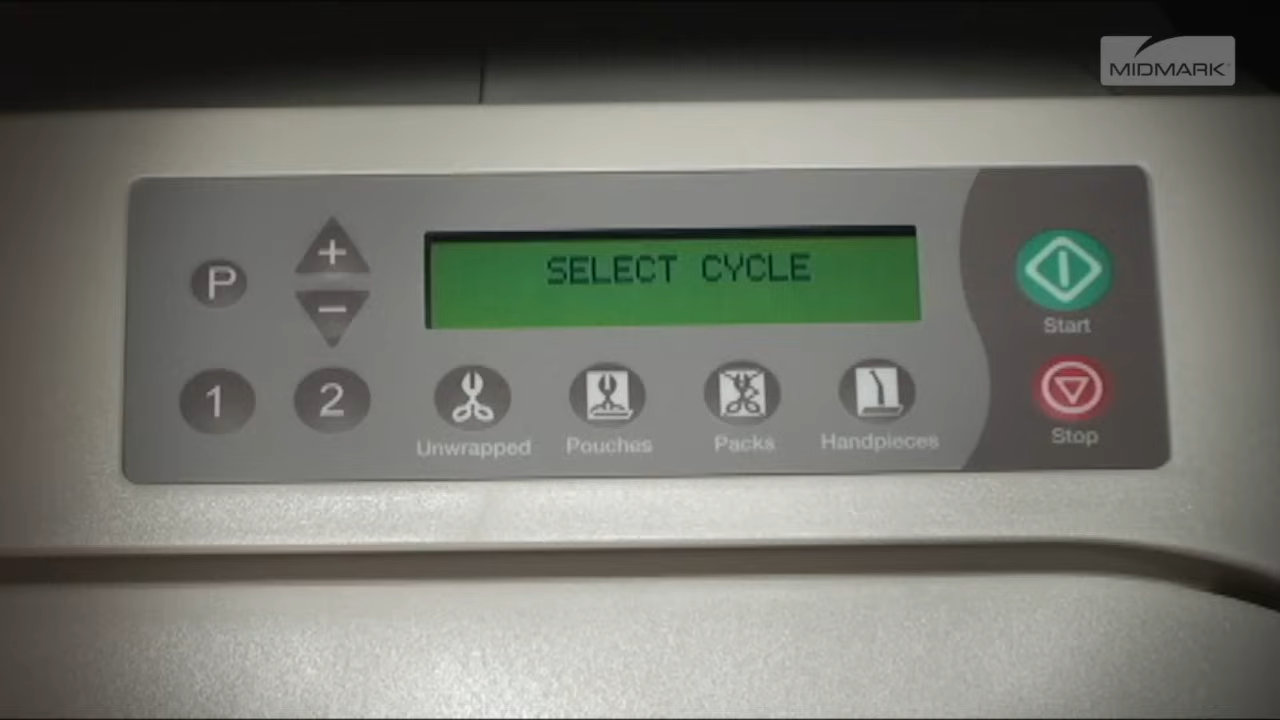 MIDMARK
P
+
SELECT CYCLE
−
Start
1
2
Unwrapped
Pouches
Packs
Handpieces
Stop